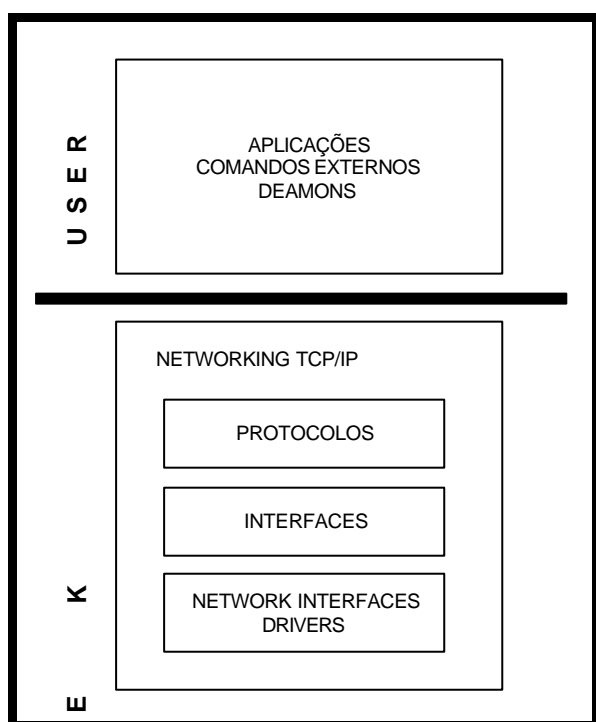 U S E R
APLICAÇÕES
COMANDOS EXTERNOS
DEAMONS
NETWORKING TCP/IP
PROTOCOLOS
INTERFACES
NETWORK INTERFACES
DRIVERS
E K